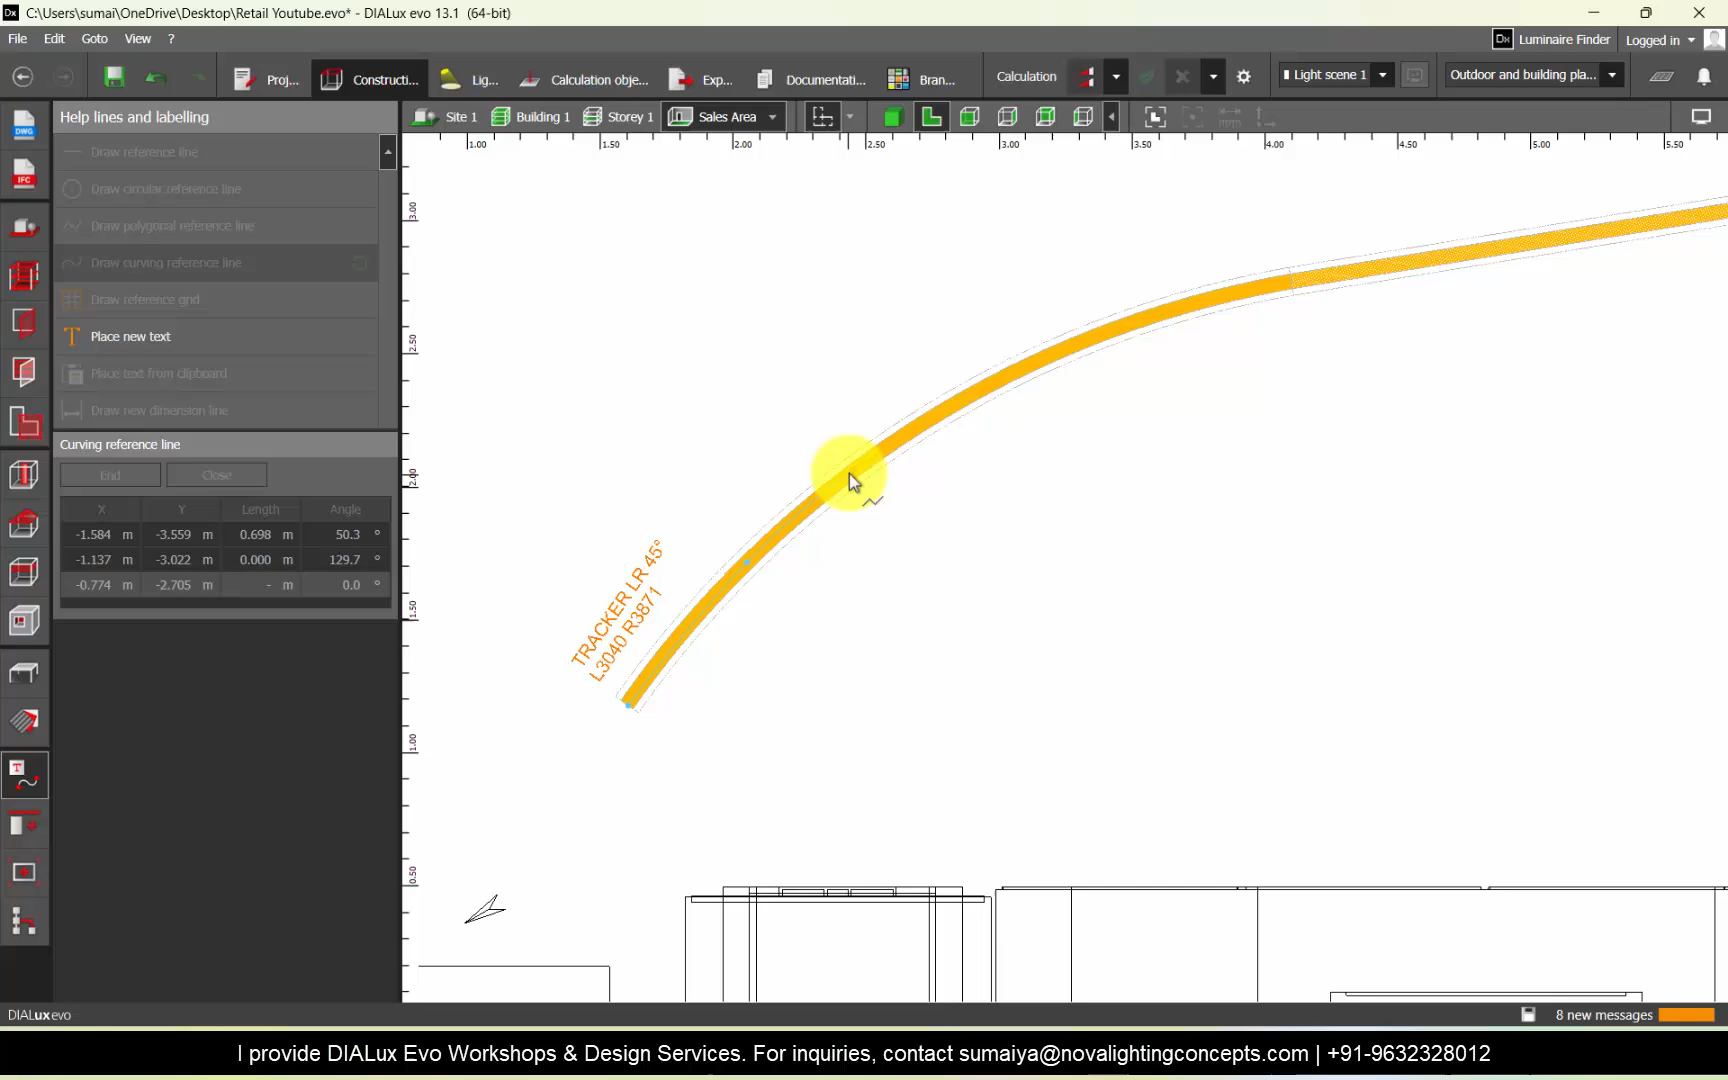 C:\Users\sumai\OneDrive\Desktop\Retail Youtube.evo* - DIALux evo 13.1 (64-bit)
File Edit Goto View ?
Luminaire Finder Logged in
Proj... Constructi... Lig... Calculation obje... Exp... Documentati... Bran... Calculation Light scene 1 Outdoor and building pla...
DWG
Help lines and labelling
Site 1 Building 1 Storey 1 Sales Area
1.00 1.50 2.00 2.50 3.00 3.50 4.00 4.50 5.00 5.50
Draw reference line
IFC
Draw circular reference line
Draw polygonal reference line
Draw curving reference line
Draw reference grid
Place new text
Place text from clipboard
Draw new dimension line
3.00
2.50
2.00
1.50
1.00
0.50
Curving reference line
End Close
X Y Length Angle
-1.584 m -3.559 m 0.698 m 50.3 °
-1.137 m -3.022 m 0.000 m 129.7 °
-0.774 m -2.705 m - m 0.0 °
TRACKER LR 45°
L3040 R3871
DIALux evo
8 new messages
I provide DIALux Evo Workshops & Design Services. For inquiries, contact sumaiya@novalightingconcepts.com | +91-9632328012